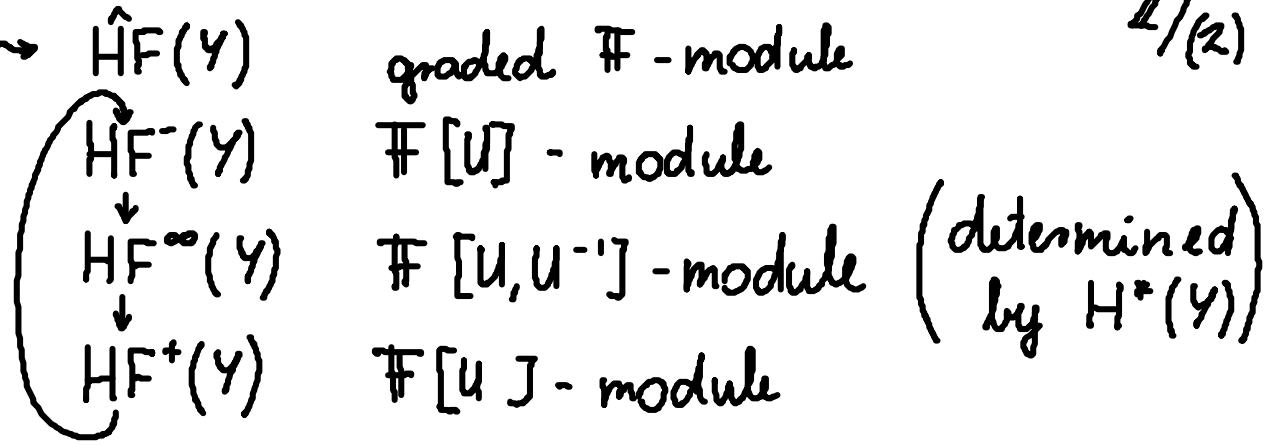 → ĤF(Y) graded 𝔽 - module ℤ/(2)
HF⁻(Y) 𝔽[U] - module
↓
HF^∞(Y) 𝔽[U, U⁻¹] - module (determined by H*(Y))
↓
HF⁺(Y) 𝔽[U] - module